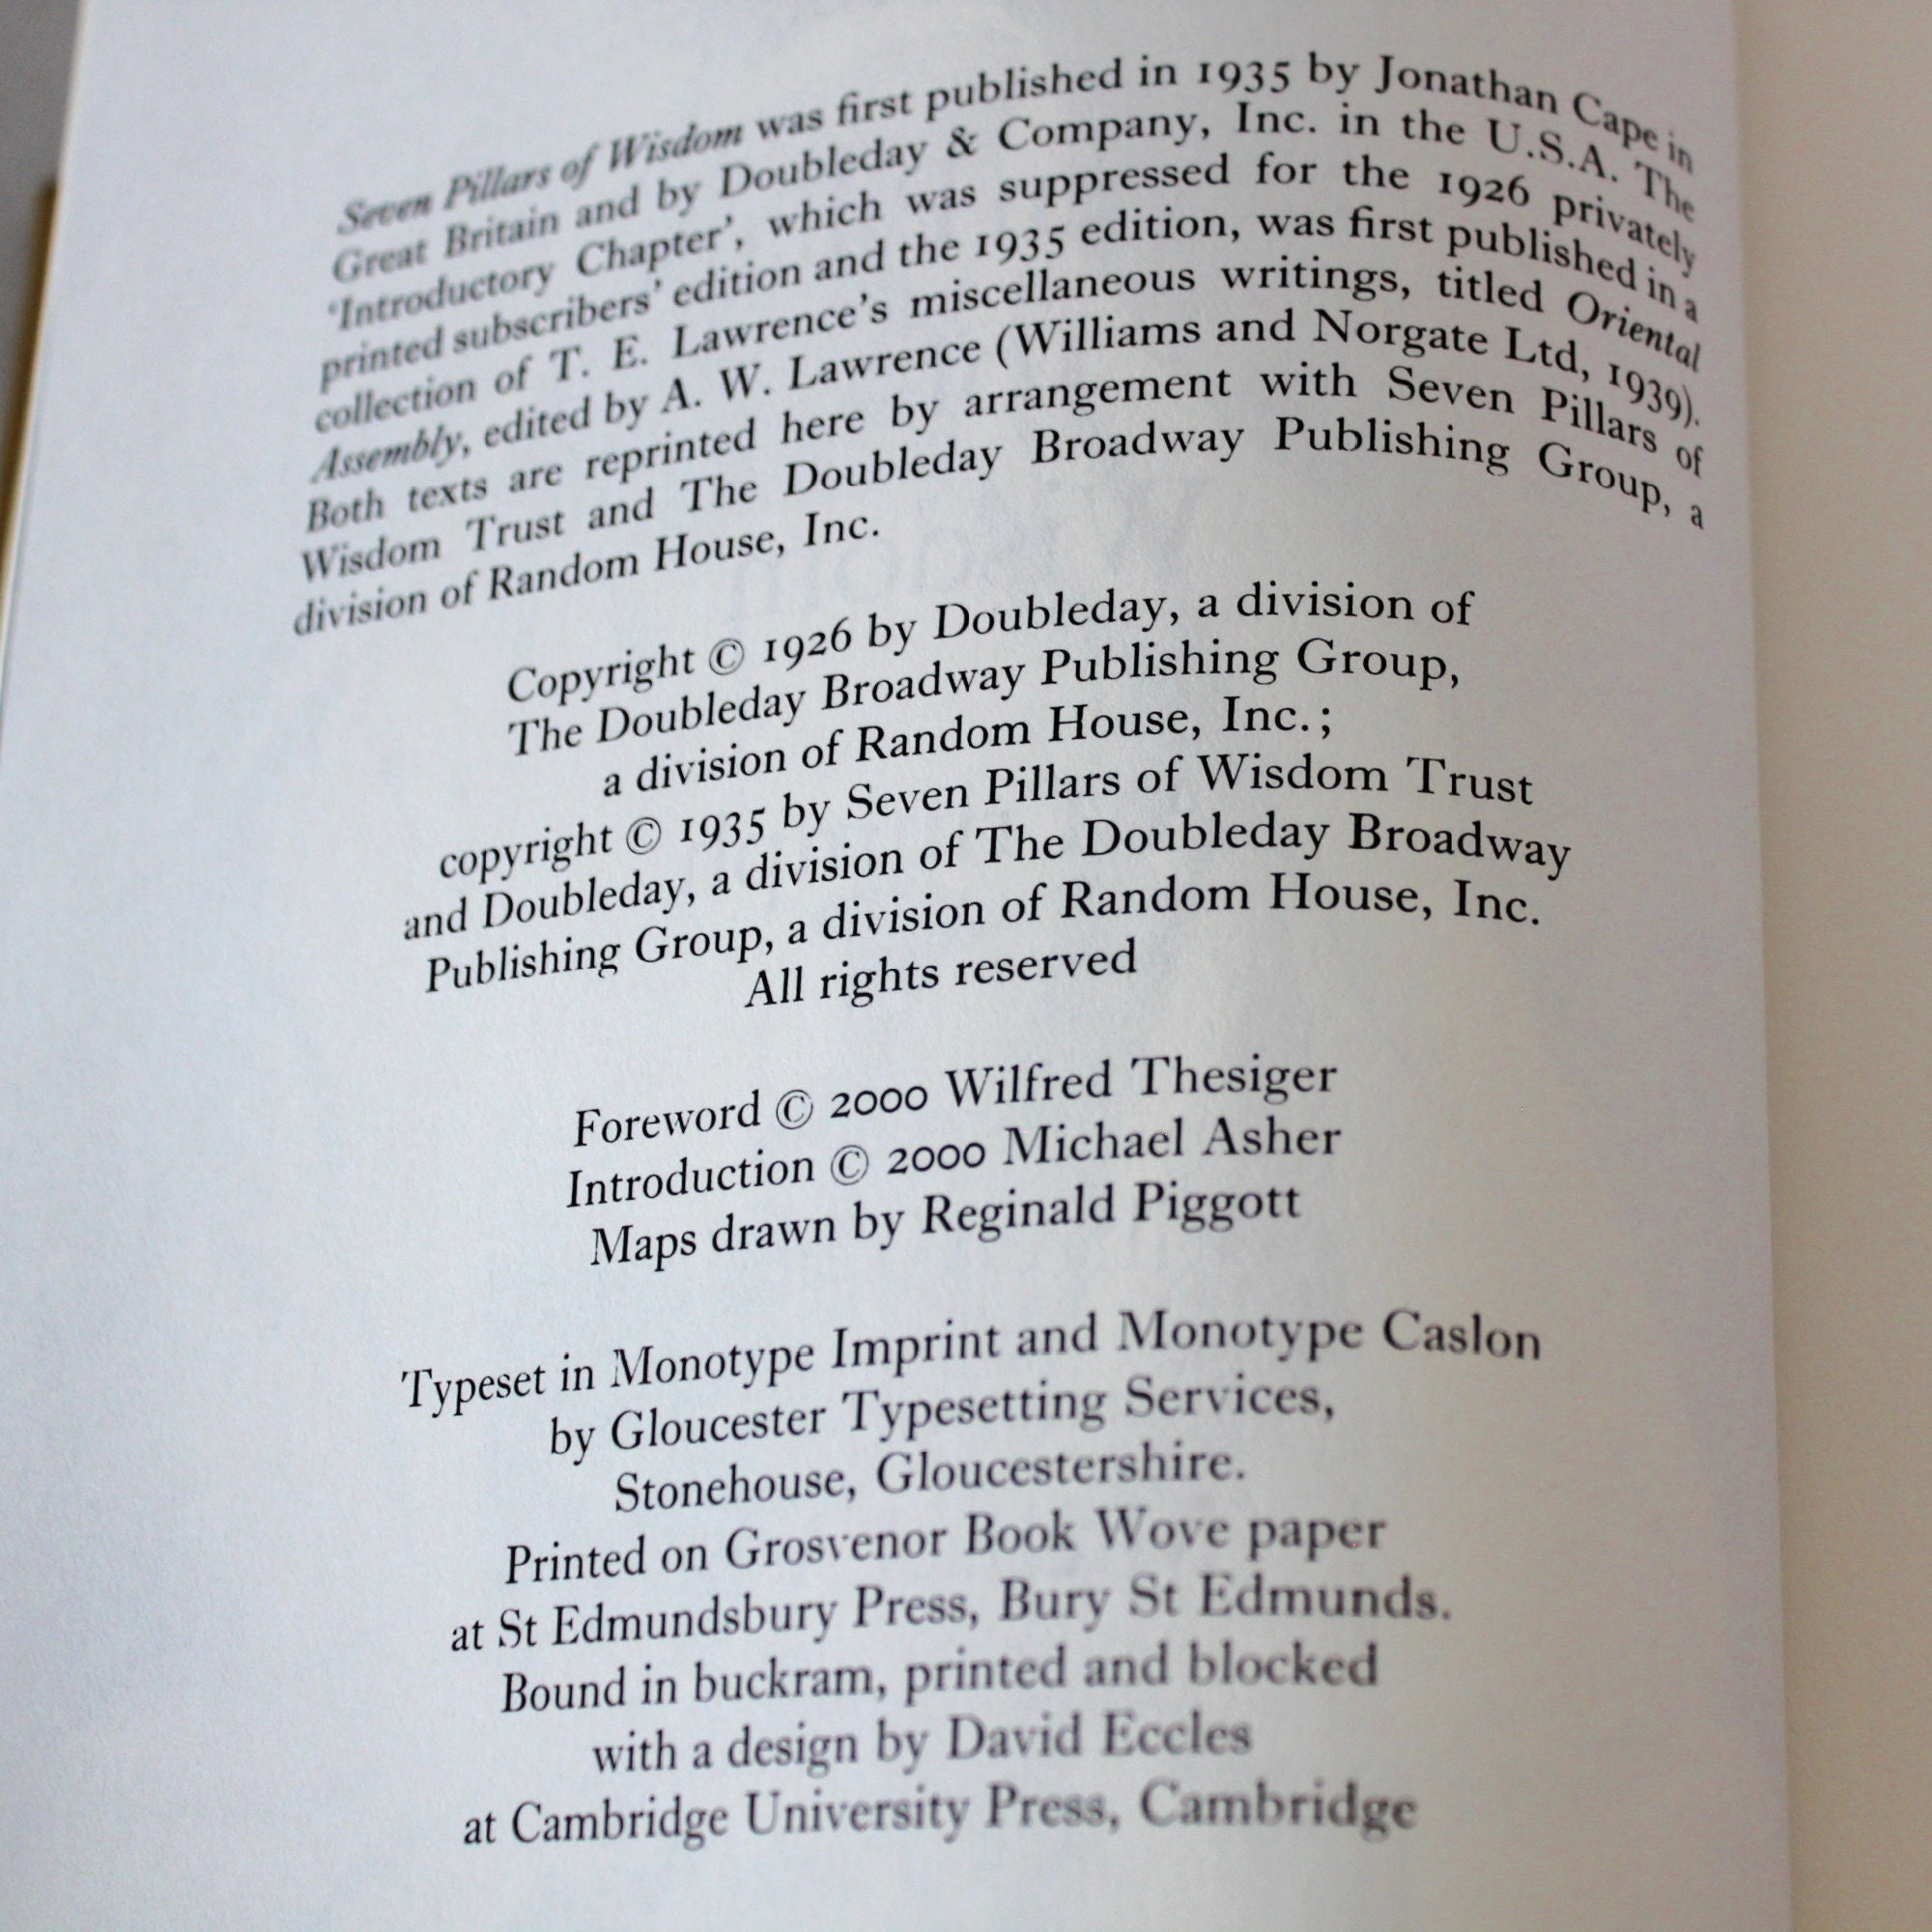 Seven Pillars of Wisdom was first published in 1935 by Jonathan Cape in
Great Britain and by Doubleday & Company, Inc. in the U.S.A. The
'Introductory Chapter', which was suppressed for the 1926 privately
printed subscribers' edition and the 1935 edition, was first published in a
collection of T. E. Lawrence's miscellaneous writings, titled Oriental
Assembly, edited by A. W. Lawrence (Williams and Norgate Ltd, 1939).
Both texts are reprinted here by arrangement with Seven Pillars of
Wisdom Trust and The Doubleday Broadway Publishing Group, a
division of Random House, Inc.
Copyright © 1926 by Doubleday, a division of
The Doubleday Broadway Publishing Group,
a division of Random House, Inc.;
copyright © 1935 by Seven Pillars of Wisdom Trust
and Doubleday, a division of The Doubleday Broadway
Publishing Group, a division of Random House, Inc.
All rights reserved
Foreword © 2000 Wilfred Thesiger
Introduction © 2000 Michael Asher
Maps drawn by Reginald Piggott
Typeset in Monotype Imprint and Monotype Caslon
by Gloucester Typesetting Services,
Stonehouse, Gloucestershire.
Printed on Grosvenor Book Wove paper
at St Edmundsbury Press, Bury St Edmunds.
Bound in buckram, printed and blocked
with a design by David Eccles
at Cambridge University Press, Cambridge